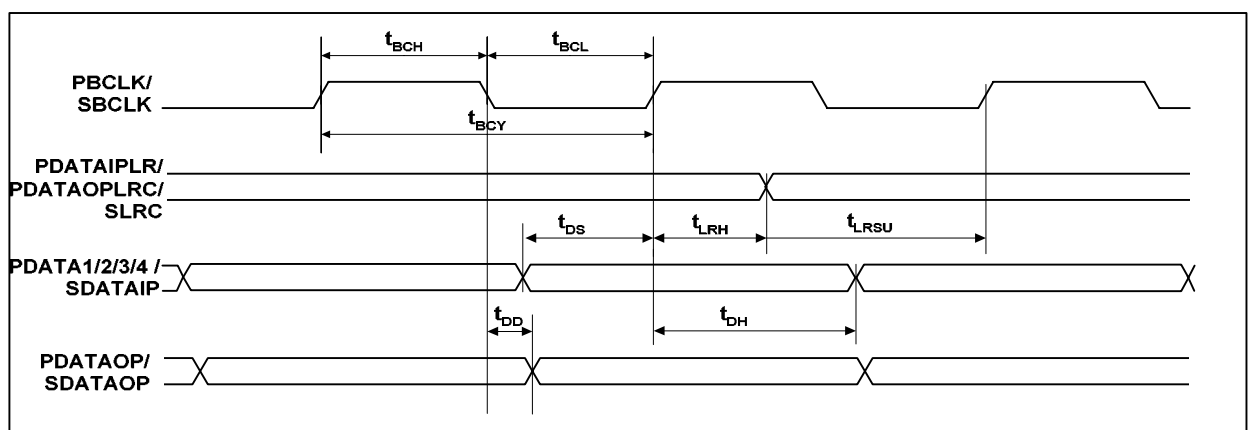 tBCH
tBCL
PBCLK/
SBCLK
tBCY
PDATAIPLR/
PDATAOPLRC/
SLRC
tDS
tLRH
tLRSU
PDATA1/2/3/4 /
SDATAIP
tDD
tDH
PDATAOP/
SDATAOP